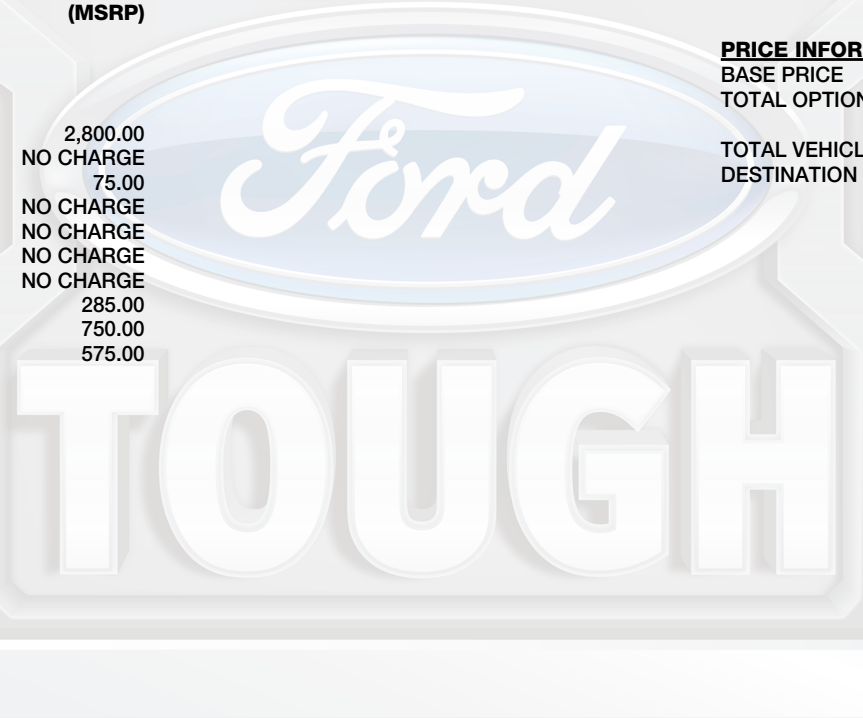 (MSRP)
2,800.00
NO CHARGE
75.00
NO CHARGE
NO CHARGE
NO CHARGE
NO CHARGE
285.00
750.00
575.00
PRICE INFOR
BASE PRICE
TOTAL OPTION
TOTAL VEHICL
DESTINATION
Ford
TOUGH